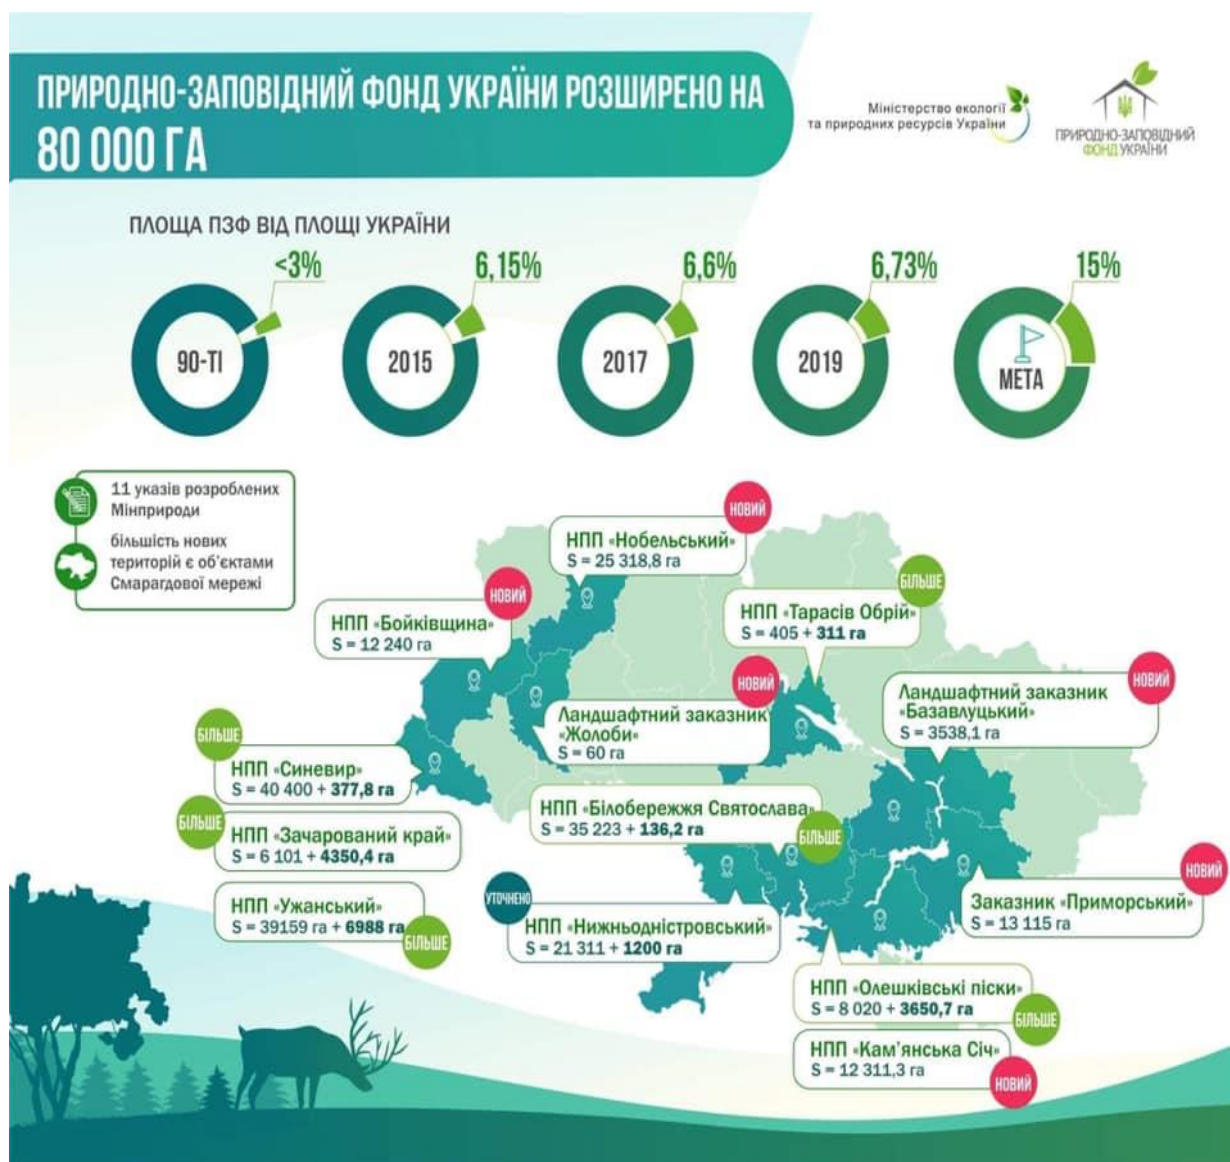 ПРИРОДНО-ЗАПОВІДНИЙ ФОНД УКРАЇНИ РОЗШИРЕНО НА
80 000 ГА
Міністерство екології
та природних ресурсів України
ПРИРОДНО-ЗАПОВІДНИЙ
ФОНД УКРАЇНИ
ПЛОЩА ПЗФ ВІД ПЛОЩІ УКРАЇНИ
<3%
6,15%
6,6%
6,73%
15%
90-ТІ
2015
2017
2019
МЕТА
11 указів розроблених
Мінприроди
більшість нових
територій є об'єктами
Смарагдової мережі
НОВИЙ
НПП «Нобельський»
S = 25 318,8 га
НОВИЙ
НПП «Бойківщина»
S = 12 240 га
БІЛЬШЕ
НПП «Тарасів Обрій»
S = 405 + 311 га
НОВИЙ
Ландшафтний заказник
«Жолоби»
S = 60 га
НОВИЙ
Ландшафтний заказник
«Базавлуцький»
S = 3538,1 га
БІЛЬШЕ
НПП «Синевир»
S = 40 400 + 377,8 га
БІЛЬШЕ
НПП «Зачарований край»
S = 6 101 + 4350,4 га
НПП «Ужанський»
S = 39159 га + 6988 га
БІЛЬШЕ
НПП «Білобережжя Святослава»
S = 35 223 + 136,2 га
БІЛЬШЕ
УТОЧНЕНО
НПП «Нижньодністровський»
S = 21 311 + 1200 га
НОВИЙ
Заказник «Приморський»
S = 13 115 га
НПП «Олешківські піски»
S = 8 020 + 3650,7 га
БІЛЬШЕ
НПП «Кам'янська Січ»
S = 12 311,3 га
НОВИЙ